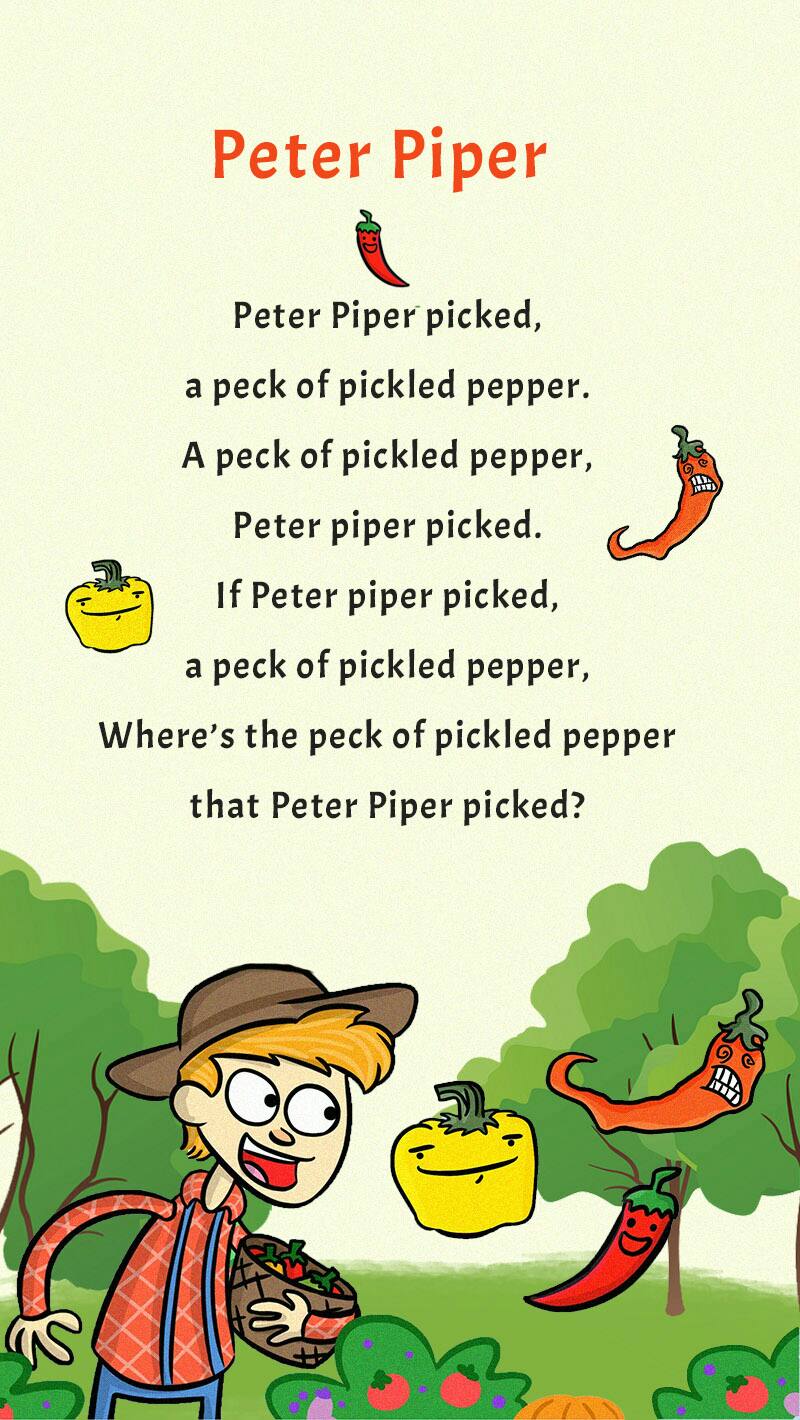 Peter Piper
Peter Piper picked,
a peck of pickled pepper.
A peck of pickled pepper,
Peter piper picked.
If Peter piper picked,
a peck of pickled pepper,
Where’s the peck of pickled pepper
that Peter Piper picked?